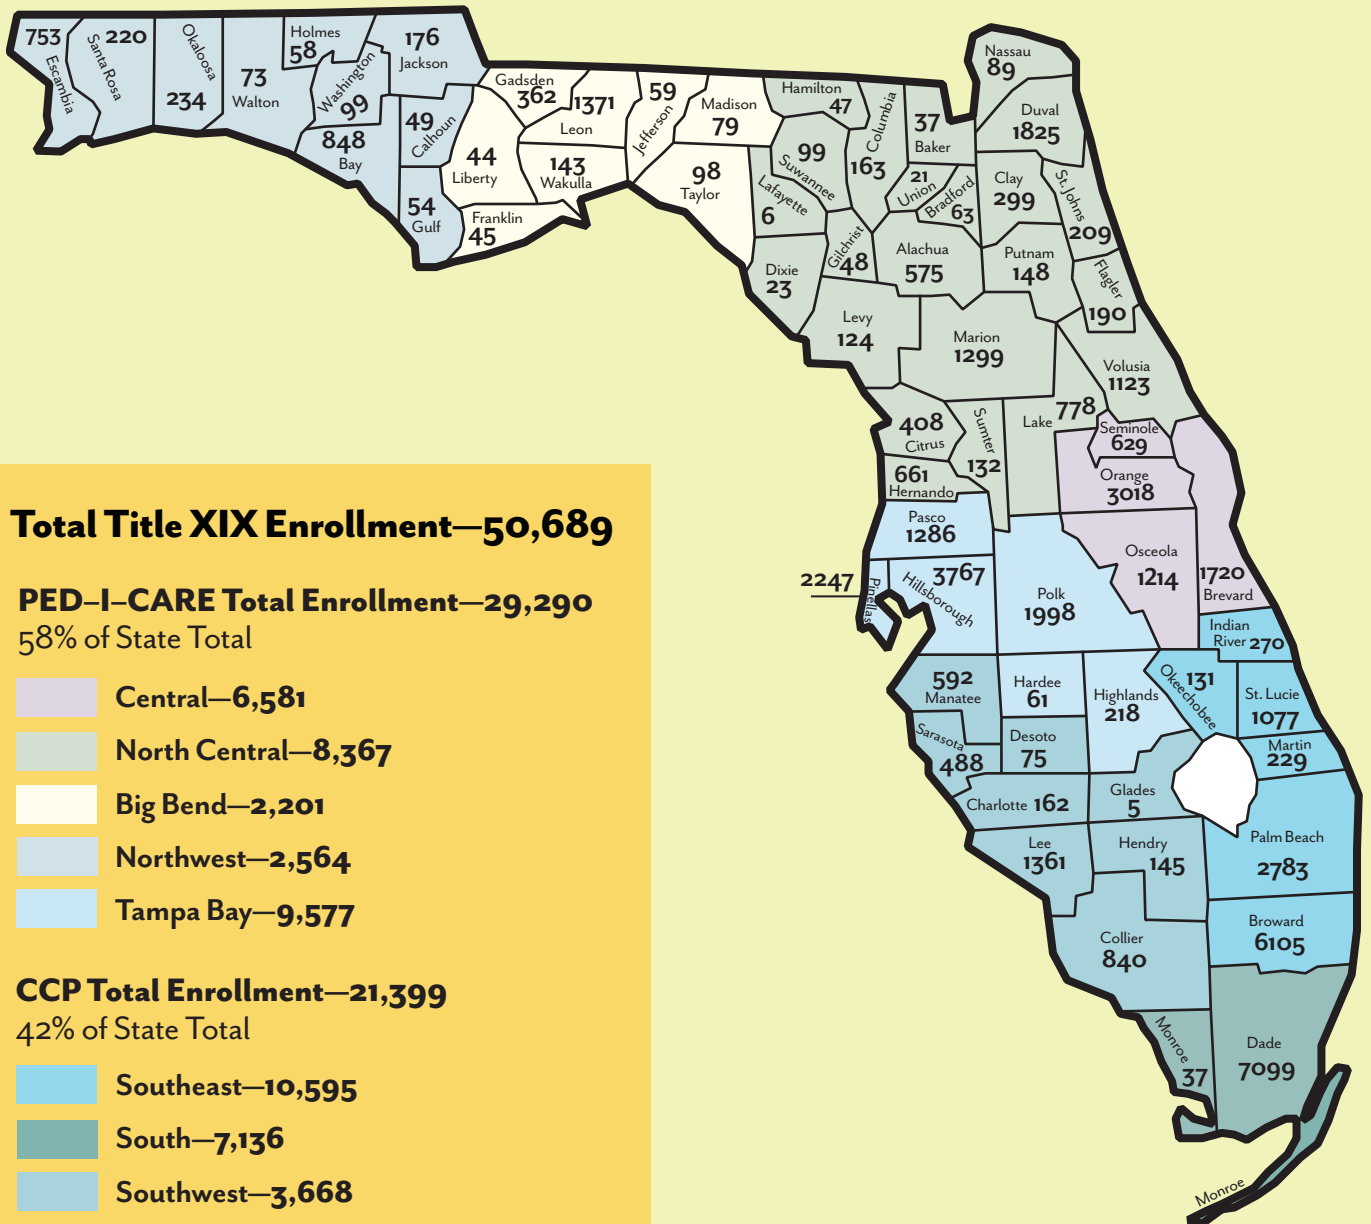 753
Escambia
Santa Rosa
220
Okaloosa
234
73
Walton
Holmes
58
Washington
99
176
Jackson
848
Bay
49
Calhoun
54
Gulf
Gadsden
362
44
Liberty
Franklin
45
1371
Leon
143
Wakulla
59
Jefferson
Madison
79
98
Taylor
Hamilton
47
99
Suwannee
Lafayette
6
Columbia
163
37
Baker
21
Union
Bradford
63
Nassau
89
Duval
1825
Clay
299
St. Johns
209
Dixie
23
Gilchrist
48
Alachua
575
Putnam
148
Flagler
190
Levy
124
Marion
1299
Volusia
1123
408
Citrus
Sumter
132
Lake 778
Seminole
629
661
Hernando
Orange
3018
Pasco
1286
2247
Pinellas
3767
Hillsborough
Polk
1998
Osceola
1214
1720
Brevard
Indian
River 270
592
Manatee
Hardee
61
Highlands
218
131
Okeechobee
St. Lucie
1077
Sarasota
488
Desoto
75
Martin
229
Charlotte 162
Glades
5
Palm Beach
2783
Lee
1361
Hendry
145
Collier
840
Broward
6105
Monroe
37
Dade
7099
Monroe
Total Title XIX Enrollment—50,689
PED–I–CARE Total Enrollment—29,290
58% of State Total
Central—6,581
North Central—8,367
Big Bend—2,201
Northwest—2,564
Tampa Bay—9,577
CCP Total Enrollment—21,399
42% of State Total
Southeast—10,595
South—7,136
Southwest—3,668